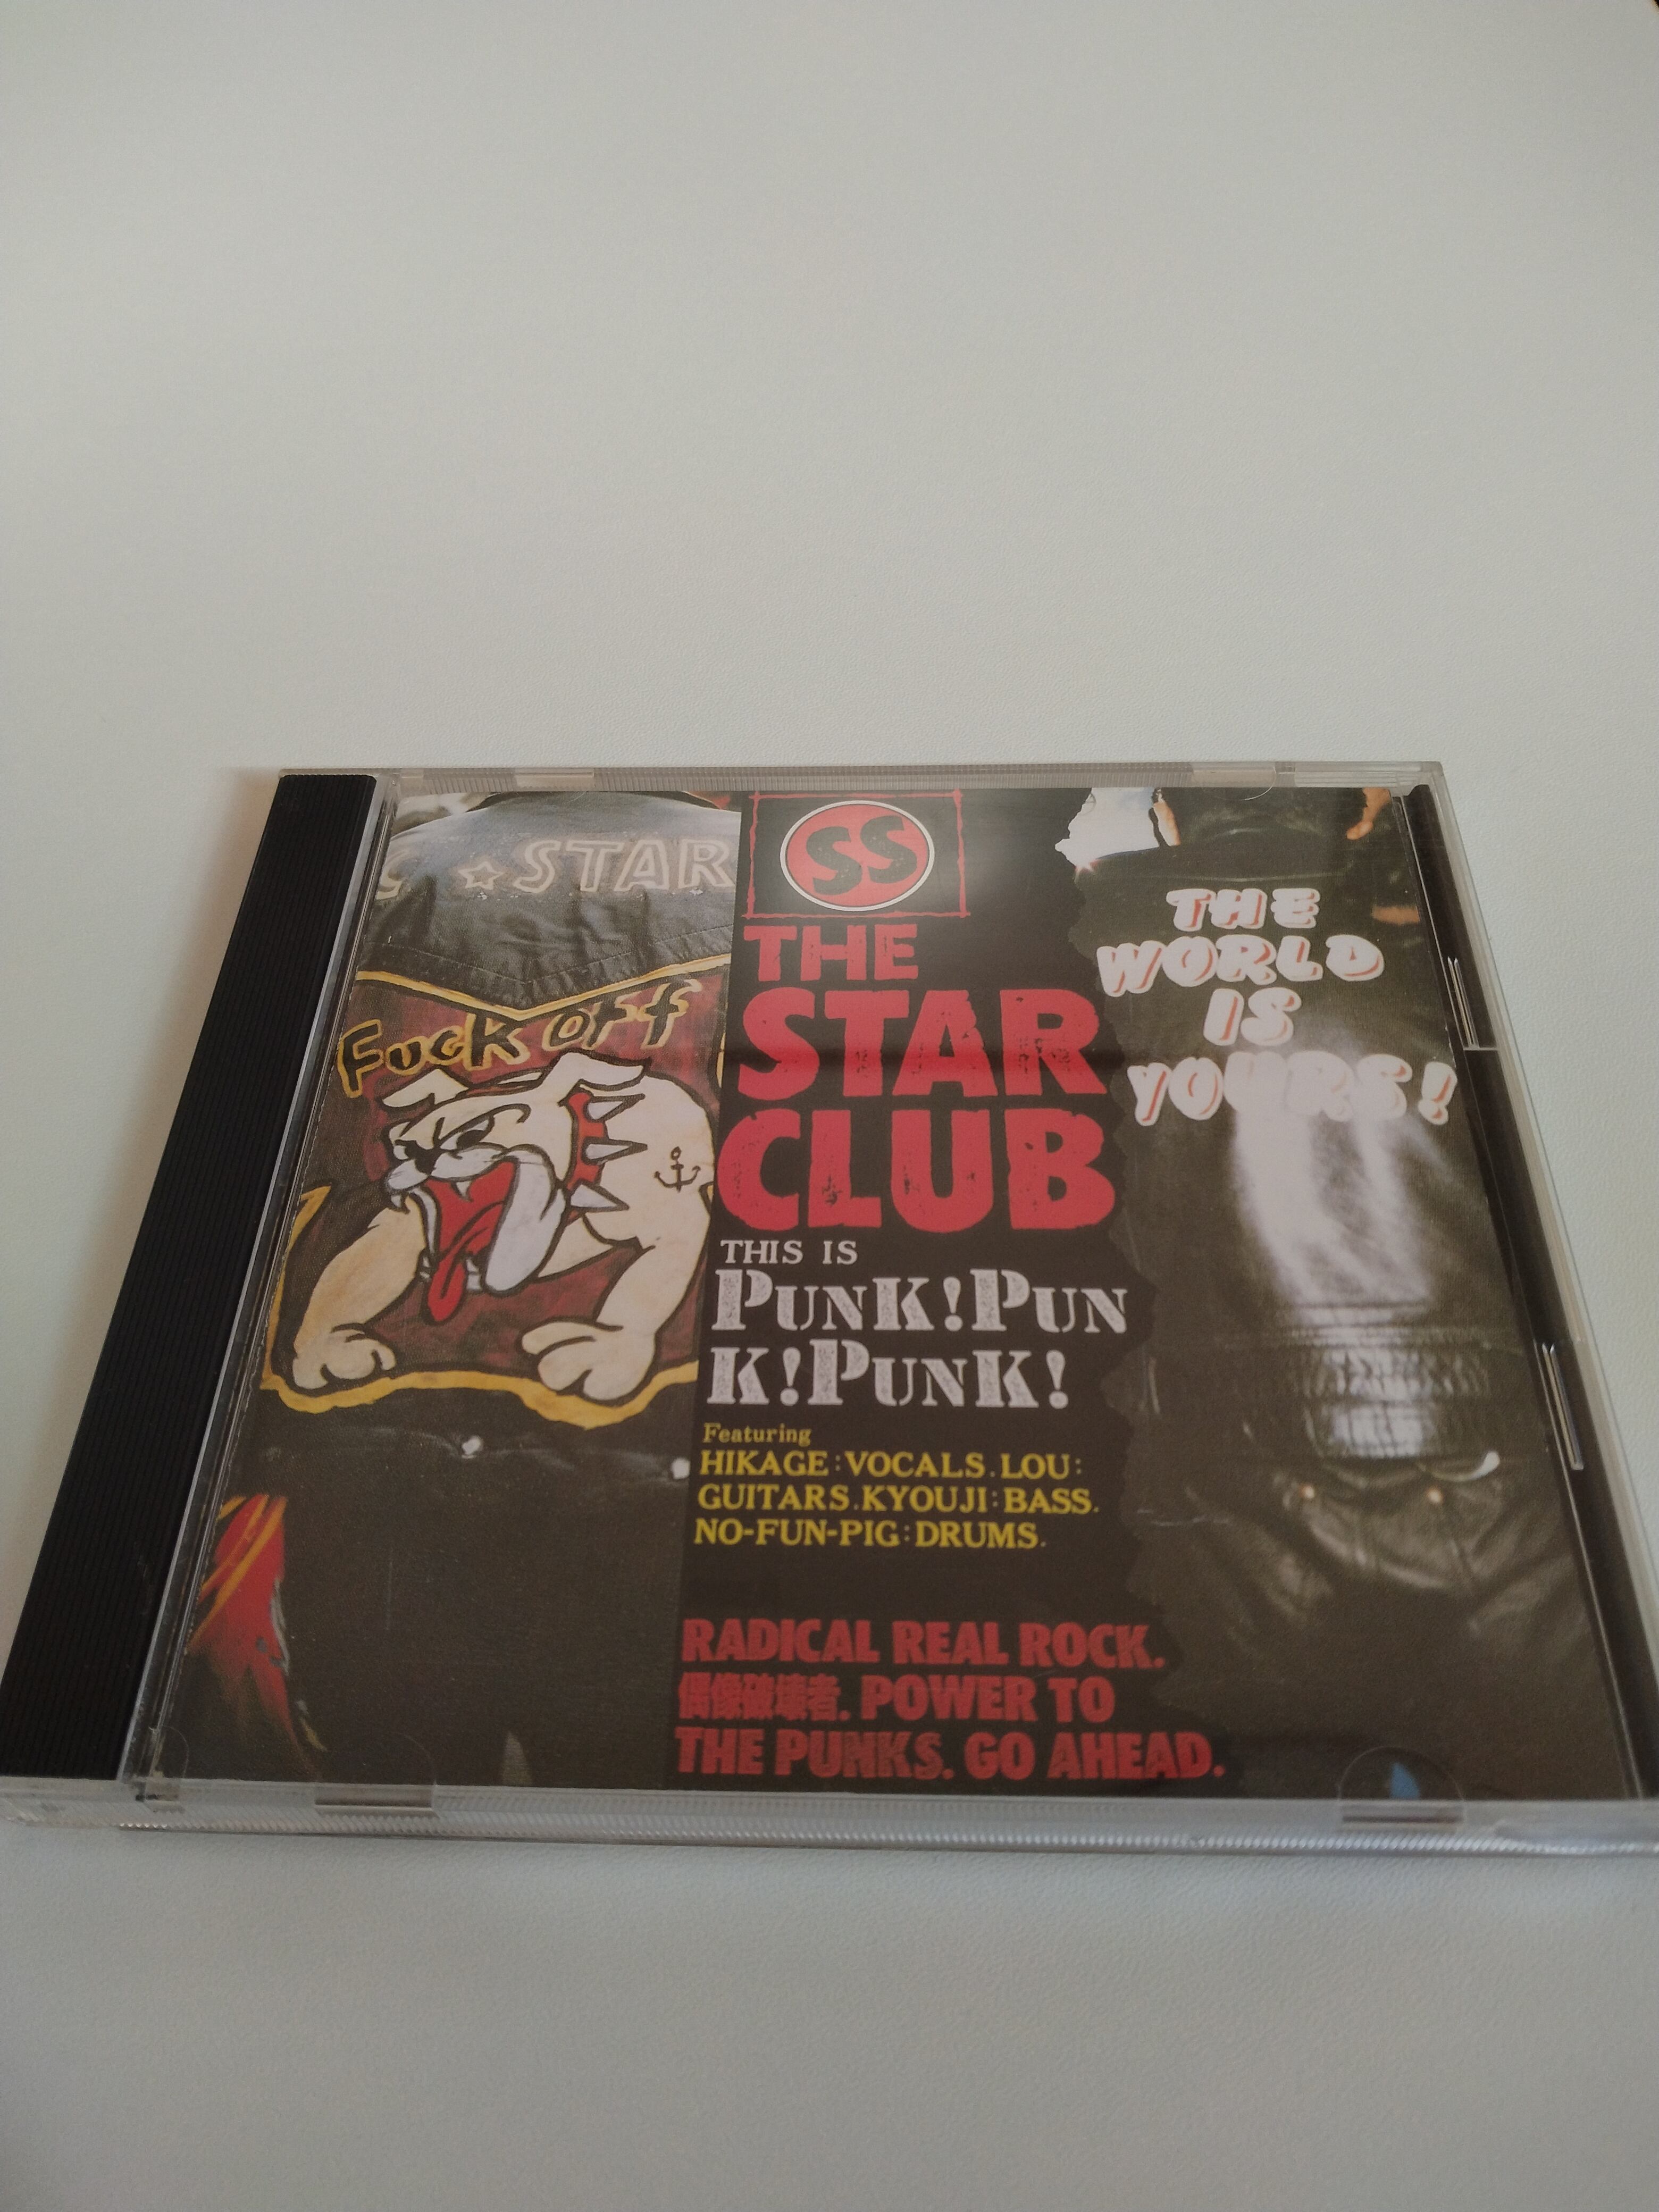 ★STAR
Fuck off
SS
THE
STAR
CLUB
THIS IS
PUNK!PUN
K!PUNK!
Featuring
HIKAGE:VOCALS.LOU:
GUITARS.KYOUJI:BASS.
NO-FUN-PIG:DRUMS.
RADICAL REAL ROCK.
偶像破壊者. POWER TO
THE PUNKS. GO AHEAD.
THE
WORLD
IS
YOURS!